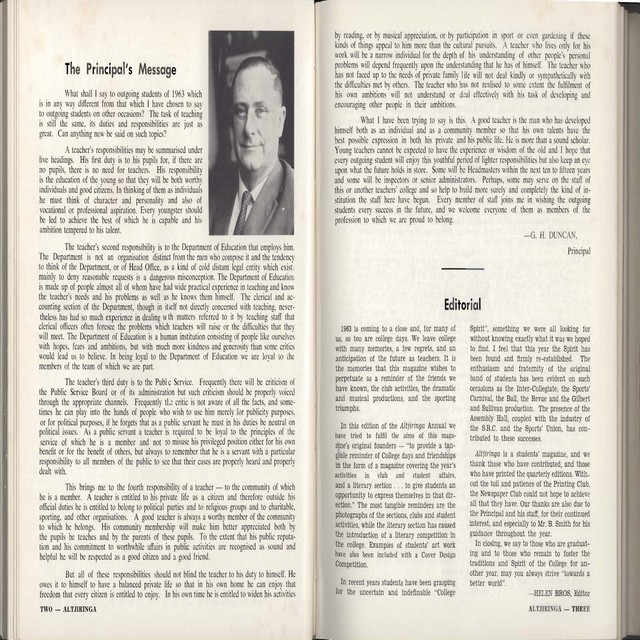 The Principal's Message
What shall I say to outgoing students of 1963 which
is in any way different from that which I have chosen to say
to outgoing students on other occasions? The task of teaching
is still the same, its duties and responsibilities are just as
great. Can anything new be said on such topics?
A teacher's responsibilities may be summarised under
five headings. His first duty is to his pupils for, if there are
no pupils, there is no need for teachers. His responsibility
is the education of the young so that they will be both worthy
individuals and good citizens. In thinking of them as individuals
he must think of character and personality and also of
vocational or professional aspiration. Every youngster should
be led to achieve the best of which he is capable and his
ambition tempered to his talent.
The teacher's second responsibility is to the Department of Education that employs him.
The Department is not an organisation distinct from the men who compose it and the tendency
to think of the Department, or of Head Office, as a kind of cold distant legal entity which exist
mainly to deny reasonable requests is a dangerous misconception. The Department of Education
is made up of people almost all of whom have had wide practical experience in teaching and know
the teacher's needs and his problems as well as he knows them himself. The clerical and ac-
counting section of the Department, though in itself not directly concerned with teaching, never-
theless has had so much experience in dealing with matters referred to it by teaching staff that
clerical officers often foresee the problems which teachers will raise or the difficulties that they
will meet. The Department of Education is a human institution consisting of people like ourselves
with hopes, fears and ambitions, but with much more kindness and generosity than some critics
would lead us to believe. In being loyal to the Department of Education we are loyal to the
members of the team of which we are part.
The teacher's third duty is to the Public Service. Frequently there will be criticism of
the Public Service Board or of its administration but such criticism should be properly voiced
through the appropriate channels. Frequently the critic is not aware of all the facts, and some-
times he can play into the hands of people who wish to use him merely for publicity purposes,
or for political purposes, if he forgets that as a public servant he must in his duties be neutral on
political issues. As a public servant a teacher is required to be loyal to the principles of the
service of which he is a member and not to misuse his privileged position either for his own
benefit or for the benefit of others, but always to remember that he is a servant with a particular
responsibility to all members of the public to see that their cases are properly heard and properly
dealt with.
This brings me to the fourth responsibility of a teacher — to the community of which
he is a member. A teacher is entitled to his private life as a citizen and therefore outside his
official duties he is entitled to belong to political parties and to religious groups and to charitable,
sporting, and other organisations. A good teacher is always a worthy member of the community
to which he belongs. His community membership will make him better appreciated both by
the pupils he teaches and by the parents of these pupils. To the extent that his public reputa-
tion and his commitment to worthwhile affairs in public activities are recognised as sound and
helpful he will be respected as a good citizen and a good friend.
But all of these responsibilities should not blind the teacher to his duty to himself. He
owes it to himself to have a balanced private life so that in his own home he can enjoy that
freedom that every citizen is entitled to enjoy. In his own time he is entitled to widen his activities
TWO — ALTJIRINGA
by reading, or by musical appreciation, or by participation in sport or even gardening if these
kinds of things appeal to him more than the cultural pursuits. A teacher who lives only for his
work will be a narrow individual for the depth of his understanding of other people's personal
problems will depend frequently upon the understanding that he has of himself. The teacher who
has not faced up to the needs of private family life will not deal kindly or sympathetically with
the difficulties met by others. The teacher who has not realised to some extent the fulfilment of
his own ambitions will not understand or deal effectively with his task of developing and
encouraging other people in their ambitions.
What I have been trying to say is this. A good teacher is the man who has developed
himself both as an individual and as a community member so that his own talents have the
best possible expression in both his private and his public life. He is more than a sound scholar.
Young teachers cannot be expected to have the experience or wisdom of the old and I hope that
every outgoing student will enjoy this youthful period of lighter responsibilities but also keep an eye
upon what the future holds in store. Some will be Headmasters within the next ten to fifteen years
and some will be inspectors or senior administrators. Perhaps, some may serve on the staff of
this or another teachers' college and so help to build more surely and completely the kind of in-
stitution the staff here have begun. Every member of staff joins me in wishing the outgoing
students every success in the future, and we welcome everyone of them as members of the
profession to which we are proud to belong.
—G. H. DUNCAN,
Principal
Editorial
1963 is coming to a close and, for many of
us, so too are college days. We leave college
with many memories, a few regrets, and an
anticipation of the future as teachers. It is
the memories that this magazine wishes to
perpetuate as a reminder of the friends we
have known, the club activities, the dramatic
and musical productions, and the sporting
triumphs.
In this edition of the Altjiringa Annual we
have tried to fulfil the aims of this maga-
zine's original founders — "to provide a tan-
gible reminder of College days and friendships
in the form of a magazine covering the year's
activities in club and student affairs,
and a literary section . . . to give students an
opportunity to express themselves in that dir-
ection." The most tangible reminders are the
photographs of the sections, clubs and student
activities, while the literary section has caused
the introduction of a literary competition in
the college. Examples of students' art work
have also been included with a Cover Design
Competition.
In recent years students have been grasping
for the uncertain and indefinable "College
Spirit", something we were all looking for
without knowing exactly what it was we hoped
to find. I feel that this year the Spirit has
been found and firmly re-established. The
enthusiasm and fraternity of the original
band of students has been evident on such
occasions as the Inter-Collegiate, the Sports'
Carnival, the Ball, the Revue and the Gilbert
and Sullivan production. The presence of the
Assembly Hall, coupled with the industry of
the S.R.C. and the Sports' Union, has con-
tributed to these successes.
Altjiringa is a students' magazine, and we
thank those who have contributed, and those
who have printed the quarterly editions. With-
out the toil and patience of the Printing Club,
the Newspaper Club could not hope to achieve
all that they have. Our thanks are also due to
the Principal and his staff, for their continued
interest, and especially to Mr. B. Smith for his
guidance throughout the year.
In closing, we say to those who are graduat-
ing and to those who remain to foster the
traditions and Spirit of the College for an-
other year, may you always strive "towards a
better world".
—HELEN BROS, Editor
ALTJIRINGA — THREE